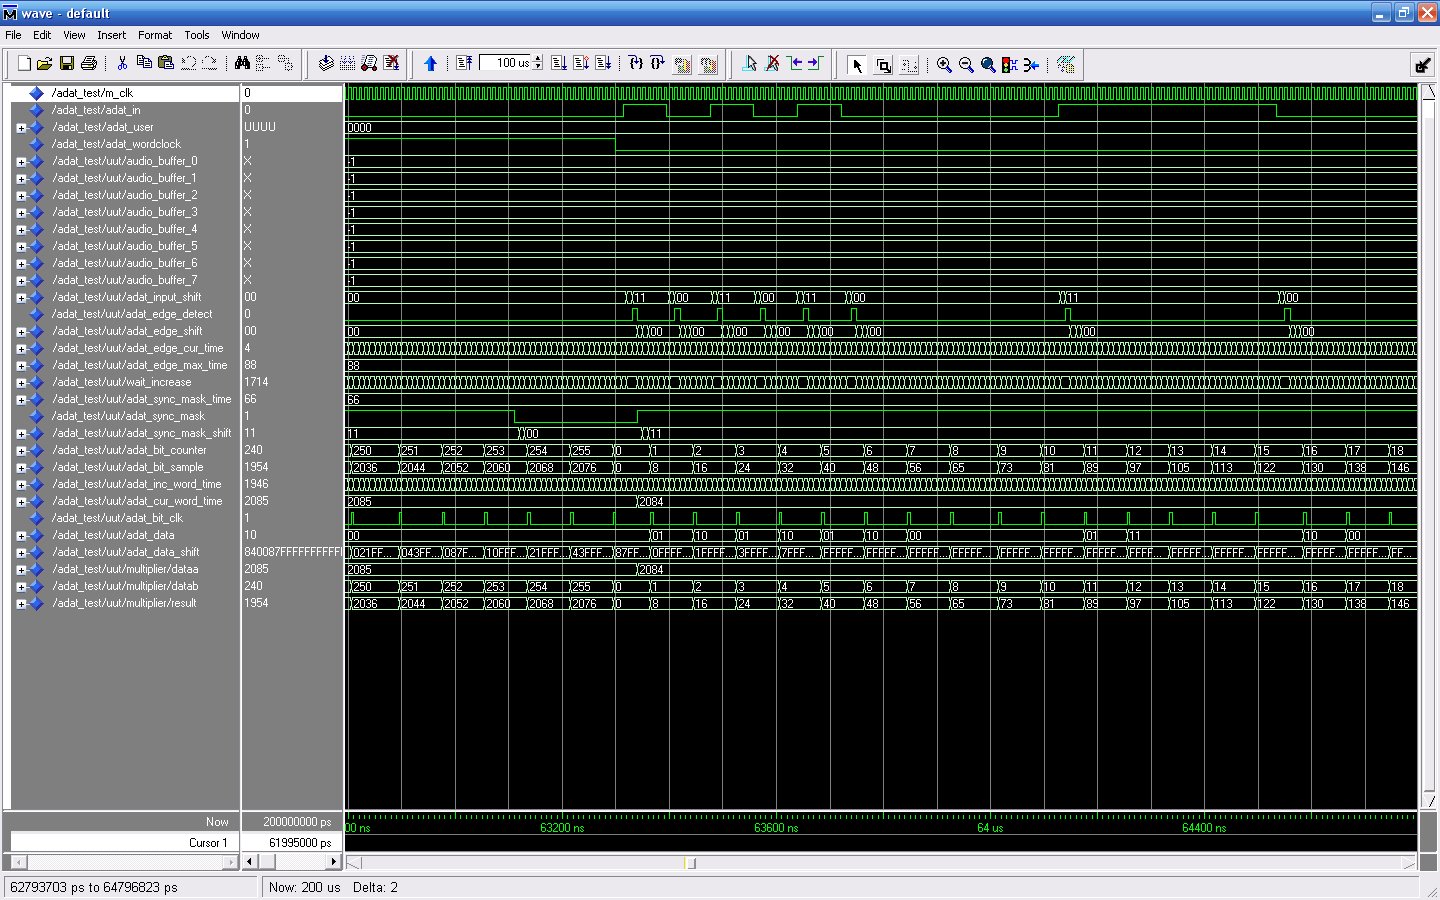 wave - default
File Edit View Insert Format Tools Window
100 us
/adat_test/m_clk 0
/adat_test/adat_in 0
/adat_test/adat_user UUUU 0000
/adat_test/adat_wordclock 1
/adat_test/uut/audio_buffer_0 X -1
/adat_test/uut/audio_buffer_1 X -1
/adat_test/uut/audio_buffer_2 X -1
/adat_test/uut/audio_buffer_3 X -1
/adat_test/uut/audio_buffer_4 X -1
/adat_test/uut/audio_buffer_5 X -1
/adat_test/uut/audio_buffer_6 X -1
/adat_test/uut/audio_buffer_7 X -1
/adat_test/uut/adat_input_shift 00 00 11 00 11 00 11 00 11 00
/adat_test/uut/adat_edge_detect 0
/adat_test/uut/adat_edge_shift 00 00 00 00 00 00 00 00 00 00
/adat_test/uut/adat_edge_cur_time 4
/adat_test/uut/adat_edge_max_time 88 88
/adat_test/uut/wait_increase 1714
/adat_test/uut/adat_sync_mask_time 66 66
/adat_test/uut/adat_sync_mask 1
/adat_test/uut/adat_sync_mask_shift 11 11 00 11
/adat_test/uut/adat_bit_counter 240 250 251 252 253 254 255 0 1 2 3 4 5 6 7 8 9 10 11 12 13 14 15 16 17 18
/adat_test/uut/adat_bit_sample 1954 2036 2044 2052 2060 2068 2076 0 8 16 24 32 40 48 56 65 73 81 89 97 105 113 122 130 138 146
/adat_test/uut/adat_inc_word_time 1946
/adat_test/uut/adat_cur_word_time 2085 2085 2084
/adat_test/uut/adat_bit_clk 1
/adat_test/uut/adat_data 10 00 01 10 01 10 01 10 00 01 11 10 00
/adat_test/uut/adat_data_shift 840087FFFFFFFFFF 021FF... 043FF... 087F... 10FFF... 21FFF... 43FFF... 87FF... 0FFFF... 1FFFF... 3FFFF... 7FFF... FFFFF... FFFFF... FFFFF... FFFFF... FFFFF... FFFFF... FFFFF... FFFFF... FFFFF... FFFFF... FFFFF... FFFFF... FFFFF... FF...
/adat_test/uut/multiplier/dataa 2085 2085 2084
/adat_test/uut/multiplier/datab 240 250 251 252 253 254 255 0 1 2 3 4 5 6 7 8 9 10 11 12 13 14 15 16 17 18
/adat_test/uut/multiplier/result 1954 2036 2044 2052 2060 2068 2076 0 8 16 24 32 40 48 56 65 73 81 89 97 105 113 122 130 138 146
Now 200000000 ps 00 ns 63200 ns 63600 ns 64 us 64400 ns
Cursor 1 61995000 ps
62793703 ps to 64796823 ps Now: 200 us Delta: 2